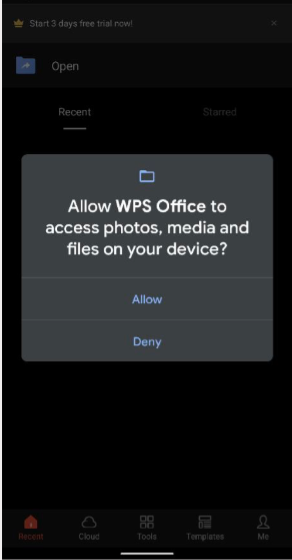 Start 3 days free trial now!
Open
Recent Starred
Allow WPS Office to
access photos, media and
files on your device?
Allow
Deny
Recent Cloud Tools Templates Me